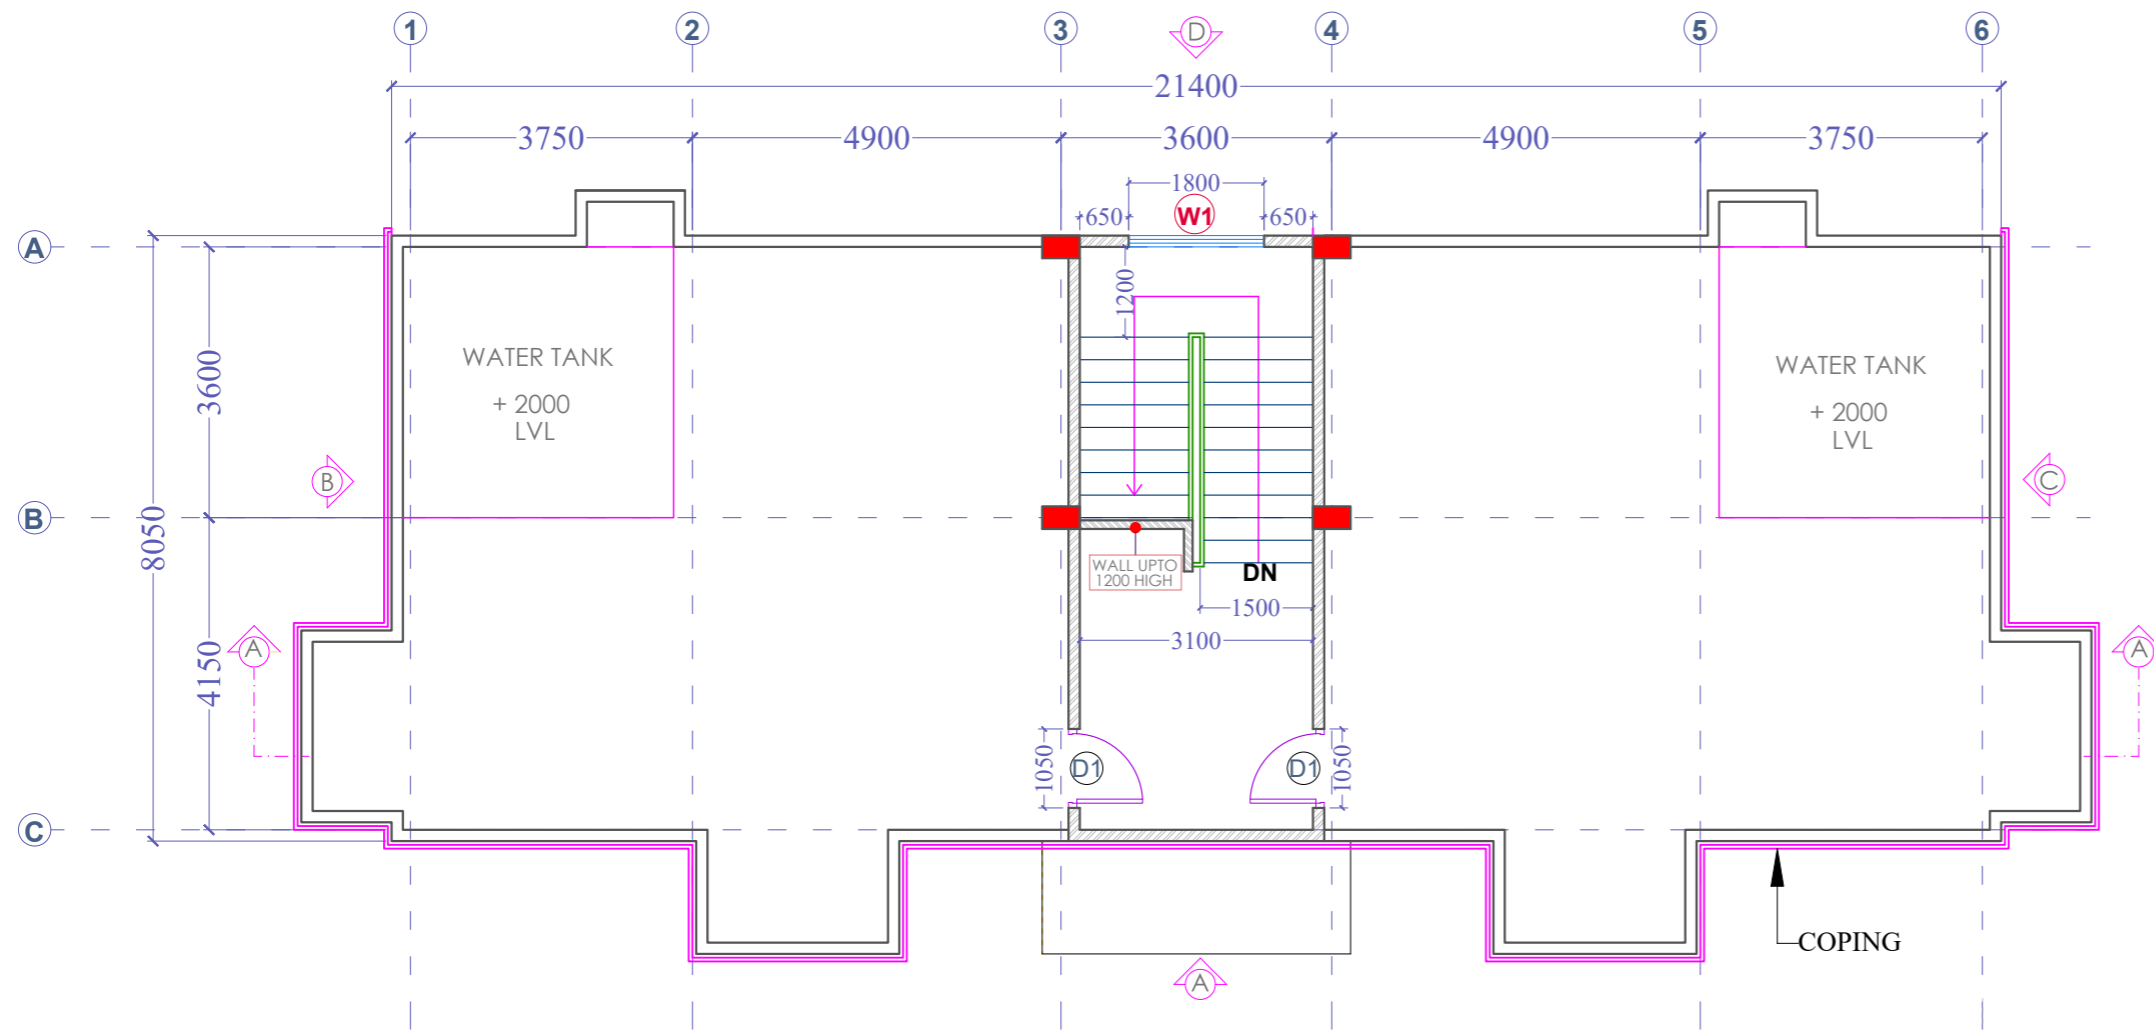 1 2 3 D 4 5 6
21400
3750 4900 3600 4900 3750
1800
650 W1 650
A
1200
WATER TANK
+ 2000
LVL
WATER TANK
+ 2000
LVL
3600
B C
B
8050
WALL UPTO
1200 HIGH
DN
1500
3100
A A
4150
1050 D1 D1 1050
C
COPING
A